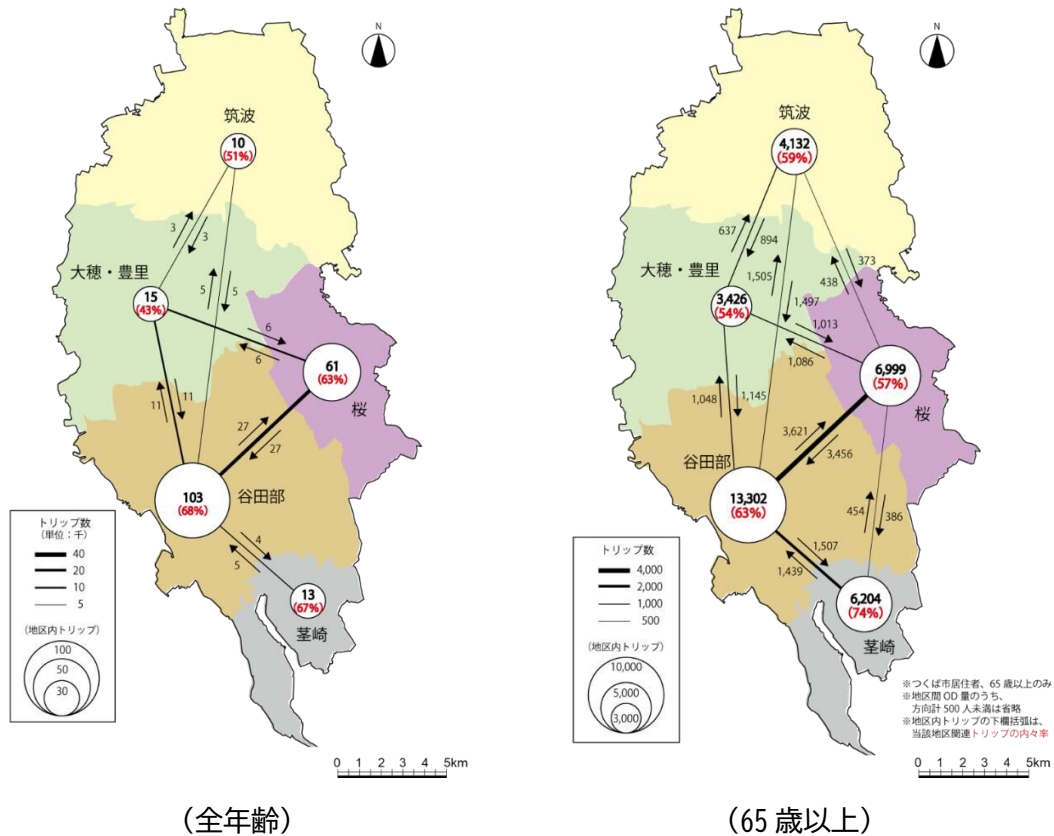 N
筑波
10
(51%)
3
3
大穂・豊里
5
5
15
(43%)
6
6
61
(63%)
桜
11
11
27
27
谷田部
103
(68%)
4
5
13
(67%)
茎崎
トリップ数
(単位:千)
40
20
10
5
(地区内トリップ)
100
50
30
0 1 2 3 4 5km
(全年齢)
N
筑波
4,132
(59%)
637
894
大穂・豊里
1,505
1,497
438
373
3,426
(54%)
1,013
1,086
6,999
(57%)
桜
1,048
1,145
3,621
3,456
谷田部
13,302
(63%)
454
386
1,507
1,439
6,204
(74%)
茎崎
トリップ数
4,000
2,000
1,000
500
(地区内トリップ)
10,000
5,000
3,000
※つくば市居住者、65歳以上のみ
※地区間OD量のうち、
方向計500人未満は省略
※地区内トリップの下欄括弧は、
当該地区関連トリップの内々率
0 1 2 3 4 5km
(65歳以上)